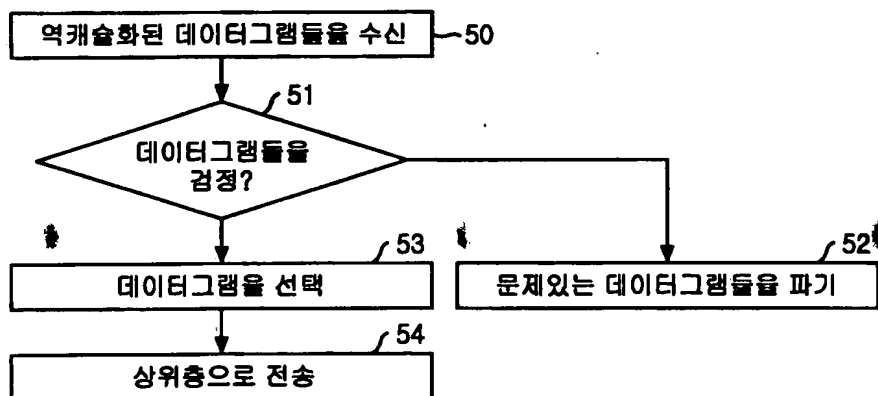 역캐슐화된 데이터그램들을 수신
50
51
데이터그램들을
검정?
53
데이터그램을 선택
52
문제있는 데이터그램들을 파기
54
상위층으로 전송